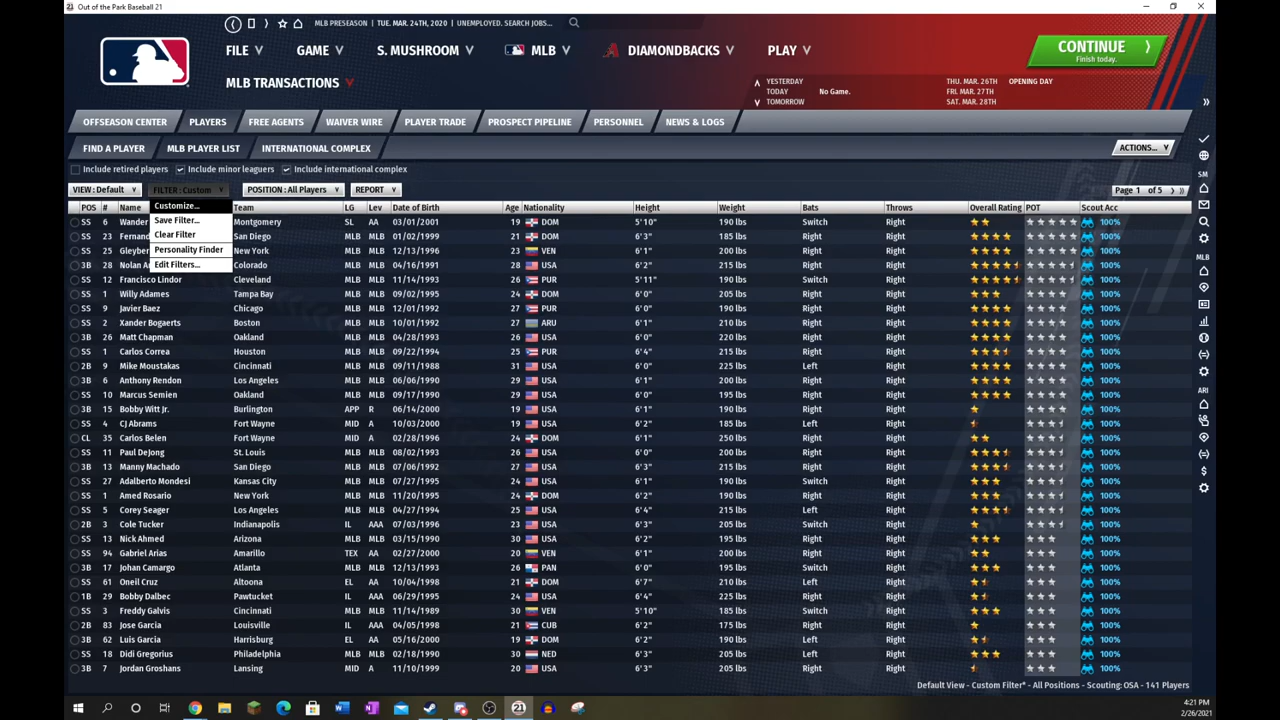 Out of the Park Baseball 21
MLB PRESEASON | TUE. MAR. 24TH, 2020 | UNEMPLOYED. SEARCH JOBS...
FILE GAME S. MUSHROOM MLB DIAMONDBACKS PLAY
CONTINUE
Finish today.
MLB TRANSACTIONS
YESTERDAY THU. MAR. 26TH OPENING DAY
TODAY No Game. FRI. MAR. 27TH
TOMORROW SAT. MAR. 28TH
OFFSEASON CENTER PLAYERS FREE AGENTS WAIVER WIRE PLAYER TRADE PROSPECT PIPELINE PERSONNEL NEWS & LOGS
FIND A PLAYER MLB PLAYER LIST INTERNATIONAL COMPLEX ACTIONS...
Include retired players Include minor leaguers Include international complex
VIEW : Default FILTER : Custom POSITION : All Players REPORT Page 1 of 5
Customize...
Save Filter...
Clear Filter
Personality Finder
Edit Filters...
POS # Name Team LG Lev Date of Birth Age Nationality Height Weight Bats Throws Overall Rating POT Scout Acc
SS 6 Wander Montgomery SL AA 03/01/2001 19 DOM 5'10" 190 lbs Switch Right 100%
SS 23 Fernand San Diego MLB MLB 01/02/1999 21 DOM 6'3" 185 lbs Right Right 100%
SS 25 Gleyber New York MLB MLB 12/13/1996 23 VEN 6'1" 200 lbs Right Right 100%
3B 28 Nolan Ar Colorado MLB MLB 04/16/1991 28 USA 6'2" 215 lbs Right Right 100%
SS 12 Francisco Lindor Cleveland MLB MLB 11/14/1993 26 PUR 5'11" 190 lbs Switch Right 100%
SS 1 Willy Adames Tampa Bay MLB MLB 09/02/1995 24 DOM 6'0" 205 lbs Right Right 100%
SS 9 Javier Baez Chicago MLB MLB 12/01/1992 27 PUR 6'0" 190 lbs Right Right 100%
SS 2 Xander Bogaerts Boston MLB MLB 10/01/1992 27 ARU 6'1" 210 lbs Right Right 100%
3B 26 Matt Chapman Oakland MLB MLB 04/28/1993 26 USA 6'0" 220 lbs Right Right 100%
SS 1 Carlos Correa Houston MLB MLB 09/22/1994 25 PUR 6'4" 215 lbs Right Right 100%
2B 9 Mike Moustakas Cincinnati MLB MLB 09/11/1988 31 USA 6'0" 225 lbs Left Right 100%
3B 6 Anthony Rendon Los Angeles MLB MLB 06/06/1990 29 USA 6'1" 200 lbs Right Right 100%
SS 10 Marcus Semien Oakland MLB MLB 09/17/1990 29 USA 6'0" 195 lbs Right Right 100%
3B 15 Bobby Witt Jr. Burlington APP R 06/14/2000 19 USA 6'1" 190 lbs Right Right 100%
SS 4 CJ Abrams Fort Wayne MID A 10/03/2000 19 USA 6'2" 185 lbs Left Right 100%
CL 35 Carlos Belen Fort Wayne MID A 02/28/1996 24 DOM 6'1" 250 lbs Right Right 100%
SS 11 Paul DeJong St. Louis MLB MLB 08/02/1993 26 USA 6'0" 200 lbs Right Right 100%
3B 13 Manny Machado San Diego MLB MLB 07/06/1992 27 USA 6'3" 215 lbs Right Right 100%
SS 27 Adalberto Mondesi Kansas City MLB MLB 07/27/1995 24 USA 6'1" 190 lbs Switch Right 100%
SS 1 Amed Rosario New York MLB MLB 11/20/1995 24 DOM 6'2" 190 lbs Right Right 100%
SS 5 Corey Seager Los Angeles MLB MLB 04/27/1994 25 USA 6'4" 215 lbs Left Right 100%
2B 3 Cole Tucker Indianapolis IL AAA 07/03/1996 23 USA 6'3" 205 lbs Switch Right 100%
SS 13 Nick Ahmed Arizona MLB MLB 03/15/1990 30 USA 6'2" 195 lbs Right Right 100%
SS 94 Gabriel Arias Amarillo TEX AA 02/27/2000 20 VEN 6'1" 200 lbs Right Right 100%
3B 17 Johan Camargo Atlanta MLB MLB 12/13/1993 26 PAN 6'0" 195 lbs Switch Right 100%
SS 61 Oneil Cruz Altoona EL AA 10/04/1998 21 DOM 6'7" 210 lbs Left Right 100%
1B 29 Bobby Dalbec Pawtucket IL AAA 06/29/1995 24 USA 6'4" 225 lbs Right Right 100%
SS 3 Freddy Galvis Cincinnati MLB MLB 11/14/1989 30 VEN 5'10" 185 lbs Switch Right 100%
2B 83 Jose Garcia Louisville IL AAA 04/05/1998 21 CUB 6'2" 175 lbs Right Right 100%
3B 62 Luis Garcia Harrisburg EL AA 05/16/2000 19 DOM 6'2" 190 lbs Left Right 100%
SS 18 Didi Gregorius Philadelphia MLB MLB 02/18/1990 30 NED 6'3" 205 lbs Left Right 100%
3B 7 Jordan Groshans Lansing MID A 11/10/1999 20 USA 6'3" 205 lbs Right Right 100%
Default View - Custom Filter* - All Positions - Scouting: OSA - 141 Players
SM
MLB
ARI
21
4:21 PM
2/26/2021